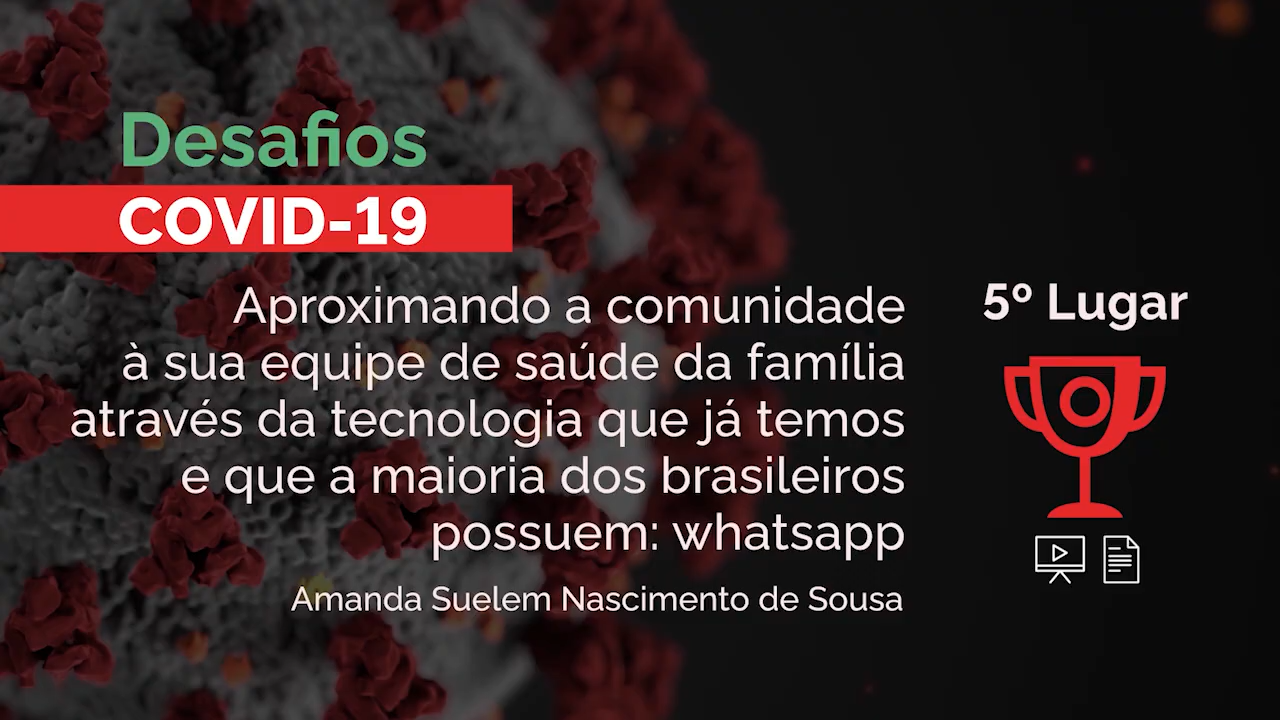 Desafios
COVID-19
Aproximando a comunidade
à sua equipe de saúde da família
através da tecnologia que já temos
e que a maioria dos brasileiros
possuem: whatsapp
Amanda Suelem Nascimento de Sousa
5º Lugar